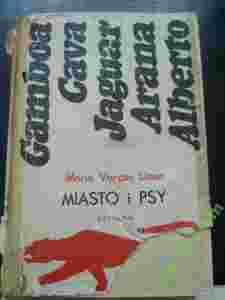 Gamboa
Cava
Jaguar
Arana
Alberto
Mario Vargas Llosa
MIASTO i PSY